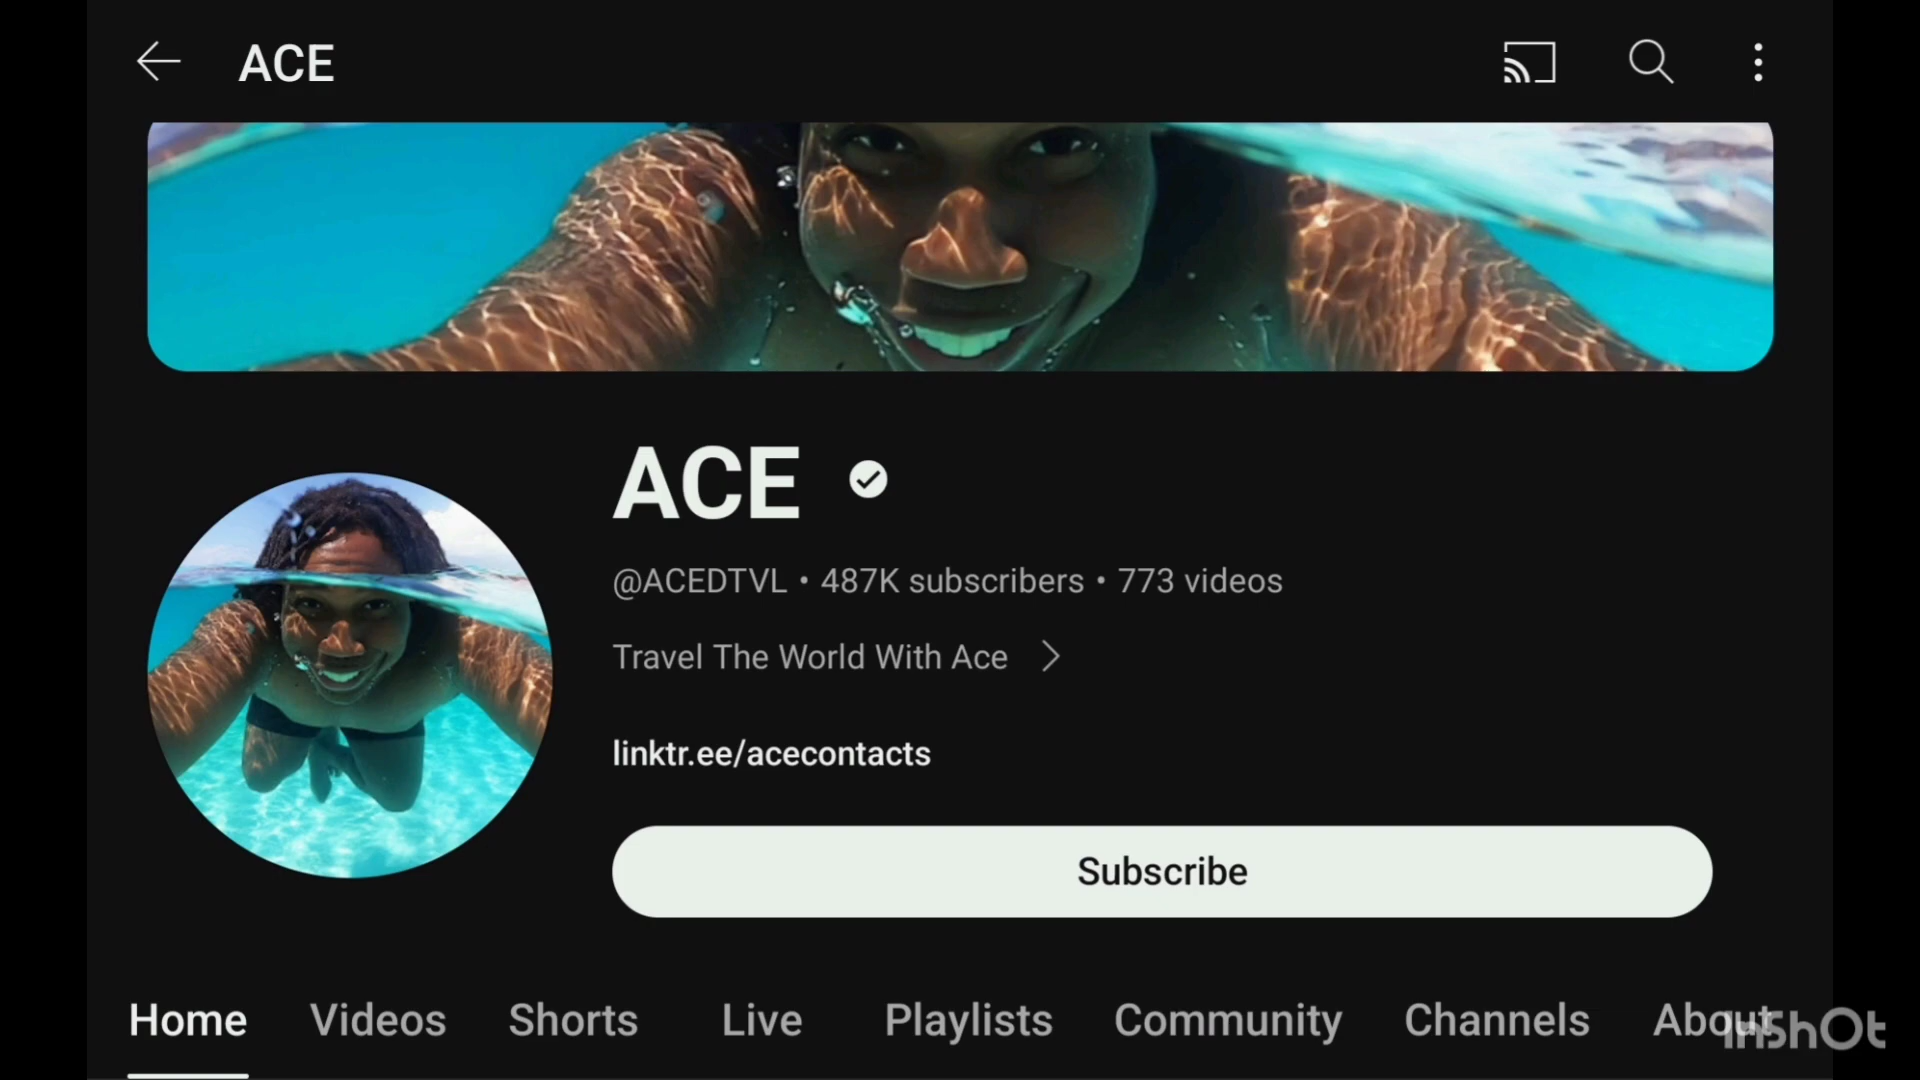 ACE
ACE
@ACEDTVL • 487K subscribers • 773 videos
Travel The World With Ace
linktr.ee/acecontacts
Subscribe
Home Videos Shorts Live Playlists Community Channels About
InShOt